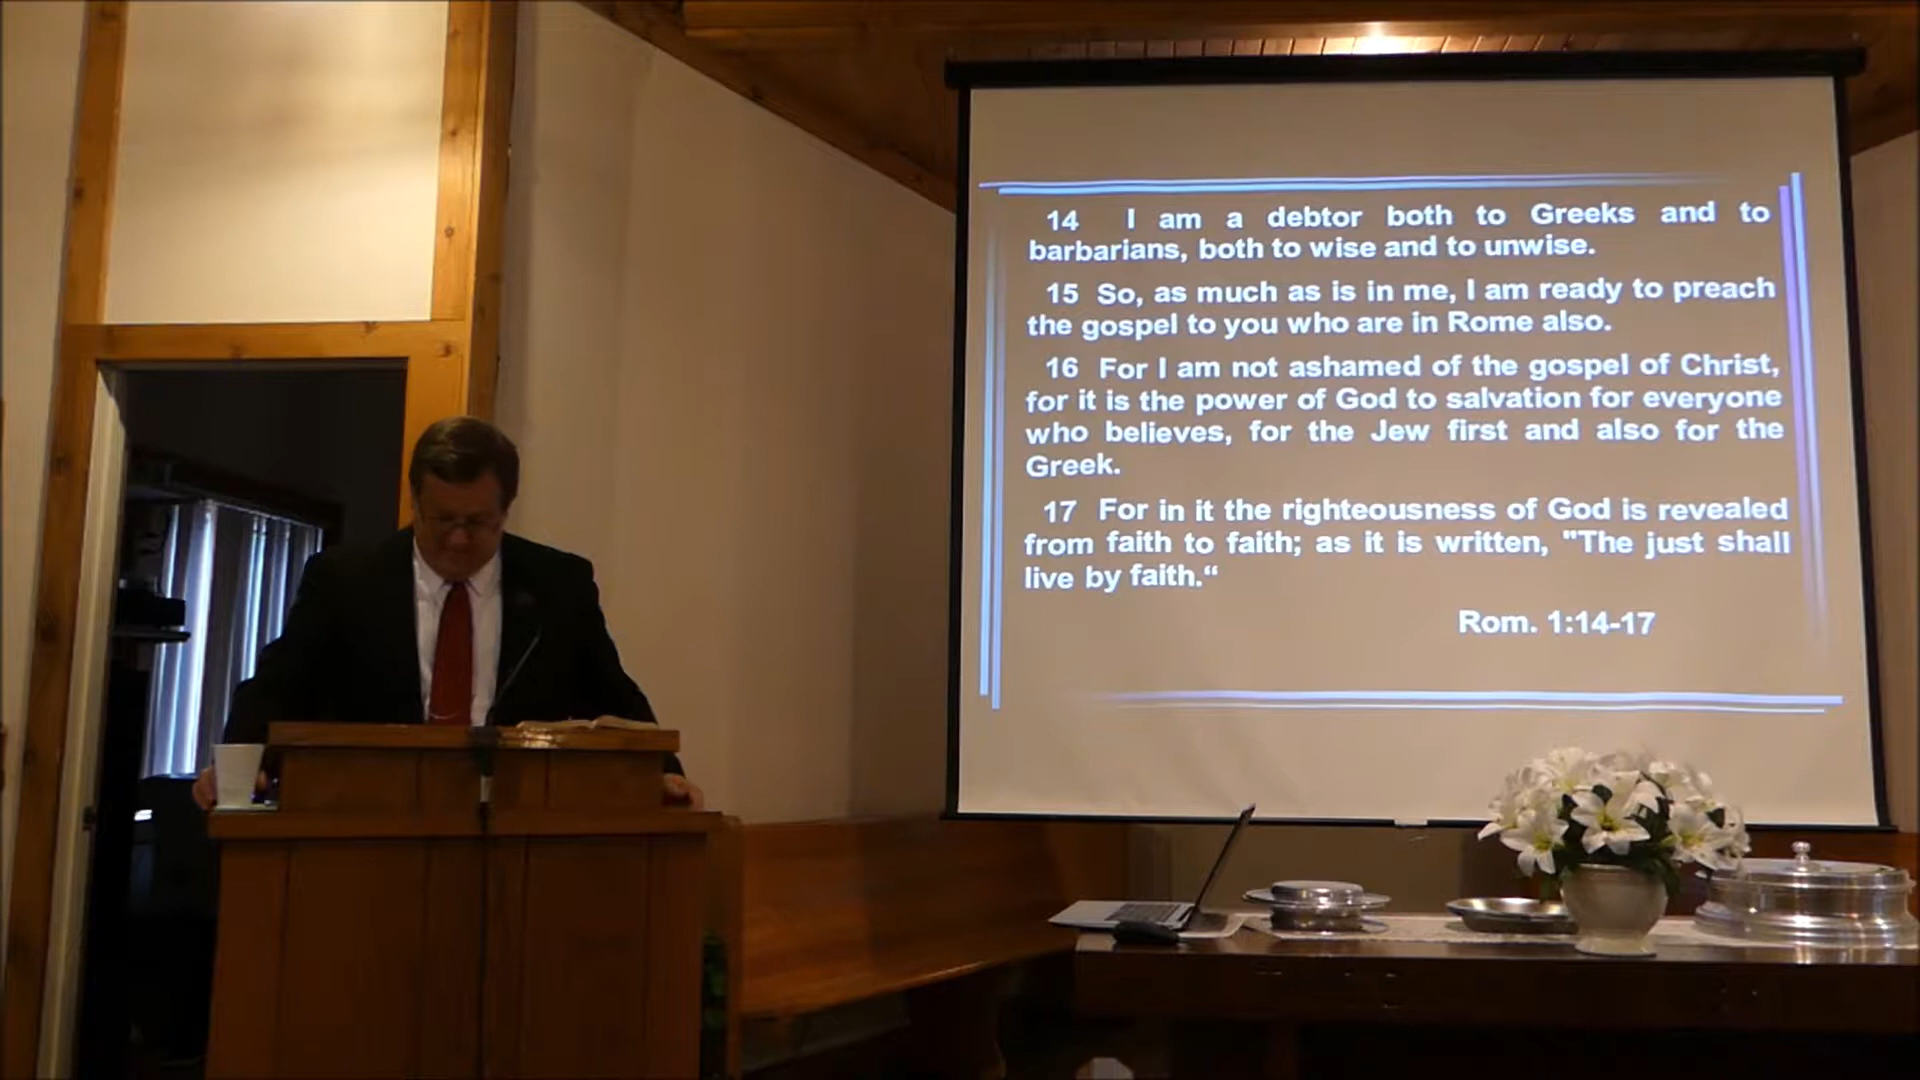 14 I am a debtor both to Greeks and to
barbarians, both to wise and to unwise.
15 So, as much as is in me, I am ready to preach
the gospel to you who are in Rome also.
16 For I am not ashamed of the gospel of Christ,
for it is the power of God to salvation for everyone
who believes, for the Jew first and also for the
Greek.
17 For in it the righteousness of God is revealed
from faith to faith; as it is written, "The just shall
live by faith.“
Rom. 1:14-17